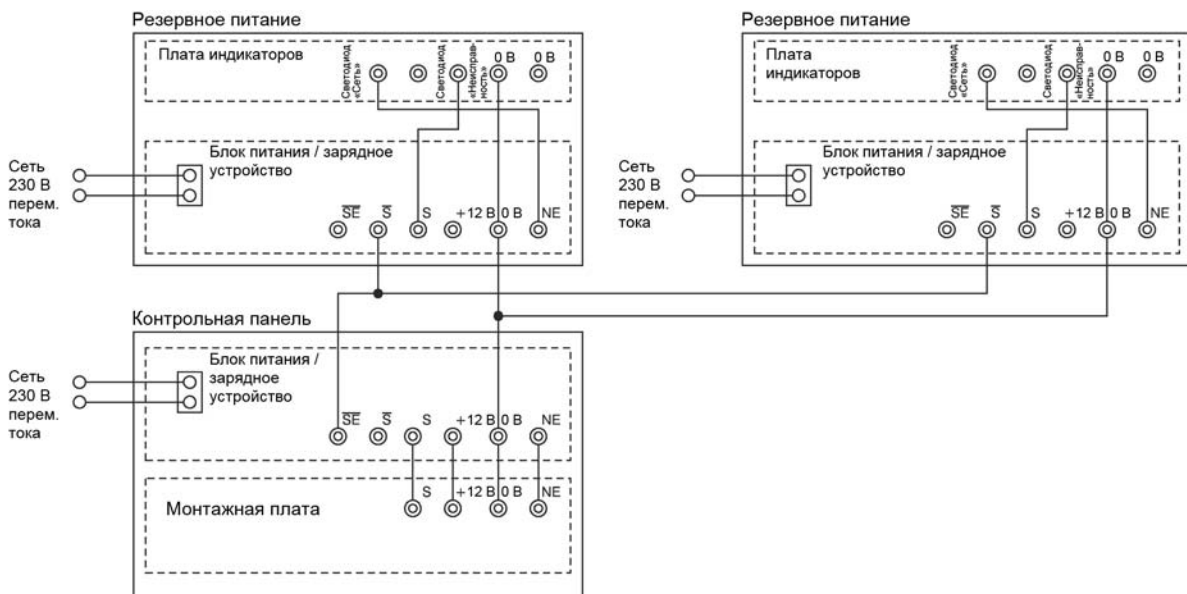 Резервное питание
Плата индикаторов
Светодиод
«Сеть»
Светодиод
«Неисправ-
ность»
0 В
0 В
Блок питания / зарядное
устройство
Сеть
230 В
перем.
тока
SE
S
S
+12 В
0 В
NE
Резервное питание
Плата
индикаторов
Светодиод
«Сеть»
Светодиод
«Неисправ-
ность»
0 В
0 В
Блок питания / зарядное
устройство
Сеть
230 В
перем.
тока
S̅E̅
S̅
S
+12 В
0 В
NE
Контрольная панель
Блок питания /
зарядное
устройство
Сеть
230 В
перем.
тока
S̅E̅
S̅
S
+12 В
0 В
NE
Монтажная плата
S
+12 В
0 В
NE